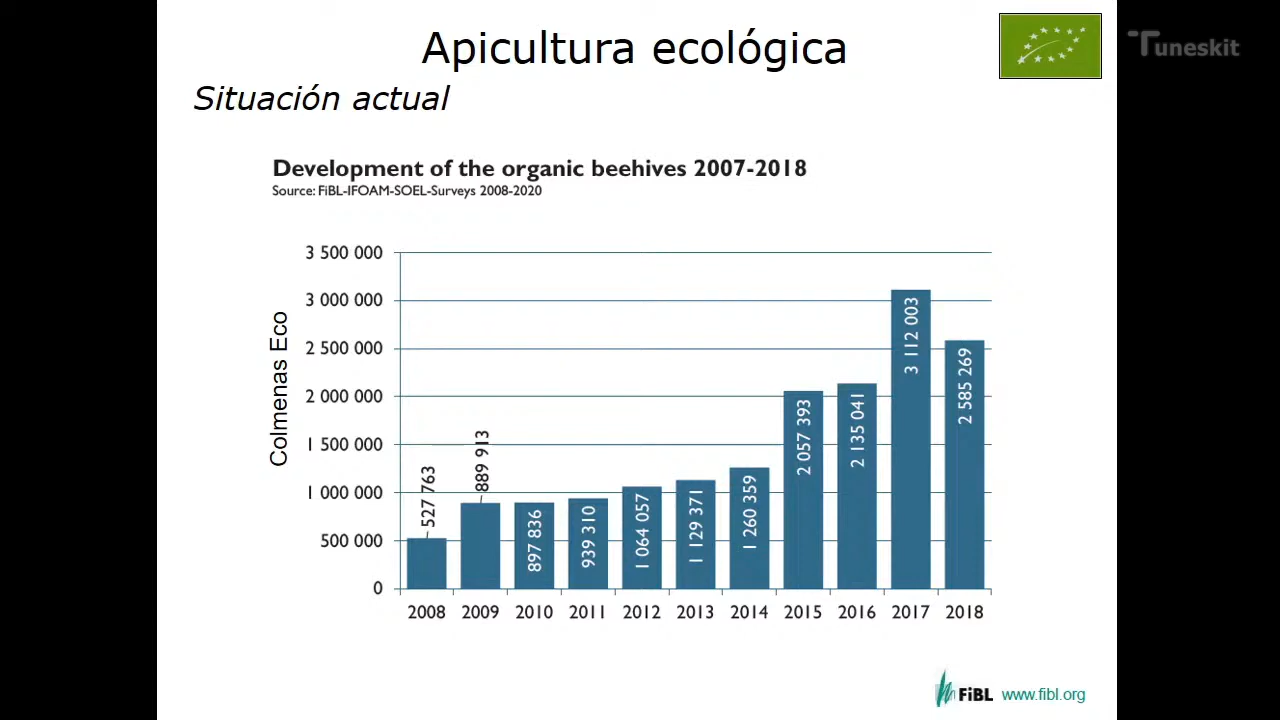 Apicultura ecológica
Tuneskit
Situación actual
Development of the organic beehives 2007-2018
Source: FiBL-IFOAM-SOEL-Surveys 2008-2020
Colmenas Eco
3 500 000
3 000 000
2 500 000
2 000 000
1 500 000
1 000 000
500 000
0
527 763
889 913
897 836
939 310
1 064 057
1 129 371
1 260 359
2 057 393
2 135 041
3 112 003
2 585 269
2008 2009 2010 2011 2012 2013 2014 2015 2016 2017 2018
FiBL www.fibl.org